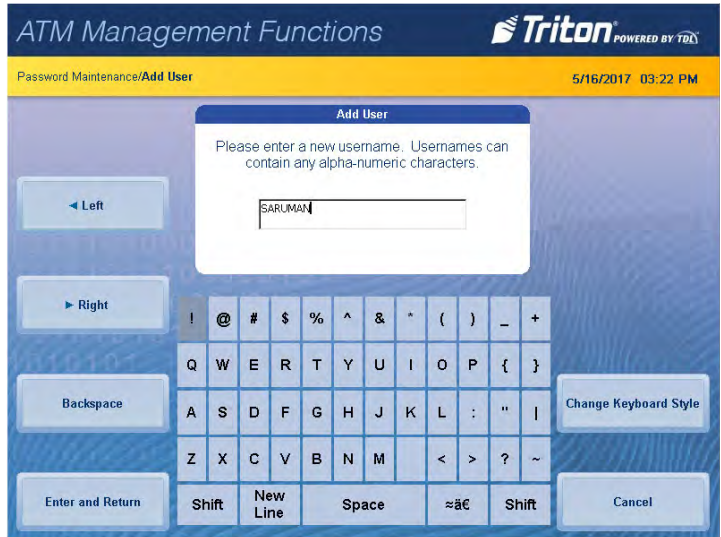 ATM Management Functions
Triton® POWERED BY TDL
Password Maintenance/Add User
5/16/2017 03:22 PM
Add User
Please enter a new username. Usernames can
contain any alpha-numeric characters.
SARUMAN
◄ Left
► Right
Backspace
Enter and Return
! @ # $ % ^ & * ( ) _ +
Q W E R T Y U I O P { }
A S D F G H J K L : " |
Z X C V B N M < > ? ~
Shift New Line Space ≈ä€ Shift
Change Keyboard Style
Cancel